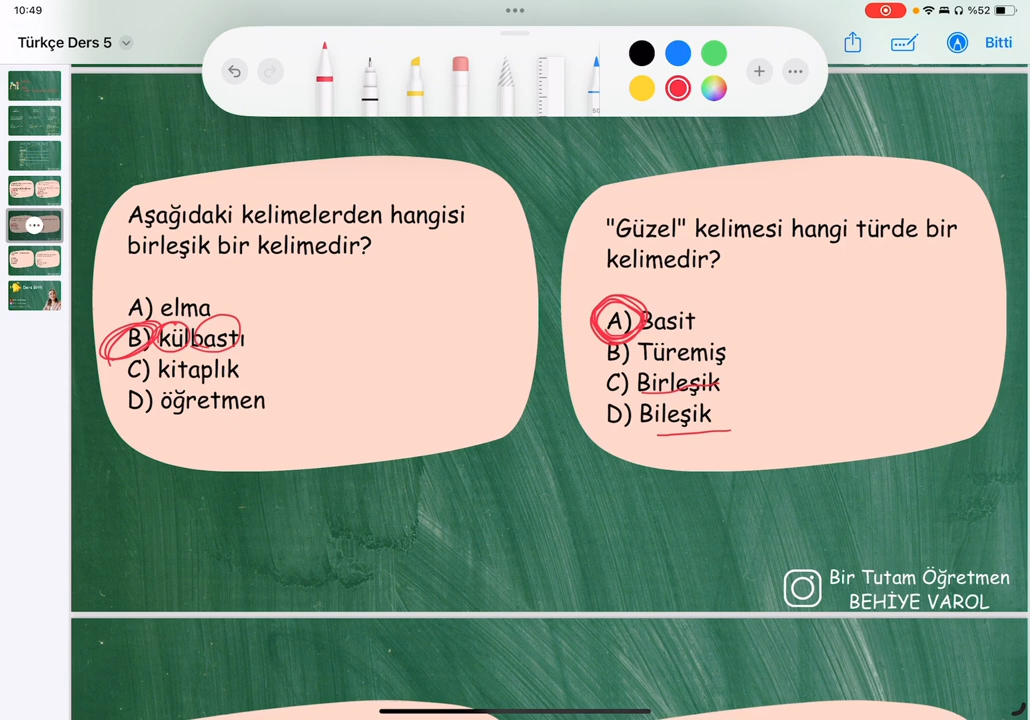 10:49
%52
Türkçe Ders 5
Bitti
Aşağıdaki kelimelerden hangisi
birleşik bir kelimedir?
A) elma
B) külbastı
C) kitaplık
D) öğretmen
"Güzel" kelimesi hangi türde bir
kelimedir?
A) Basit
B) Türemiş
C) Birleşik
D) Bileşik
Bir Tutam Öğretmen
BEHİYE VAROL